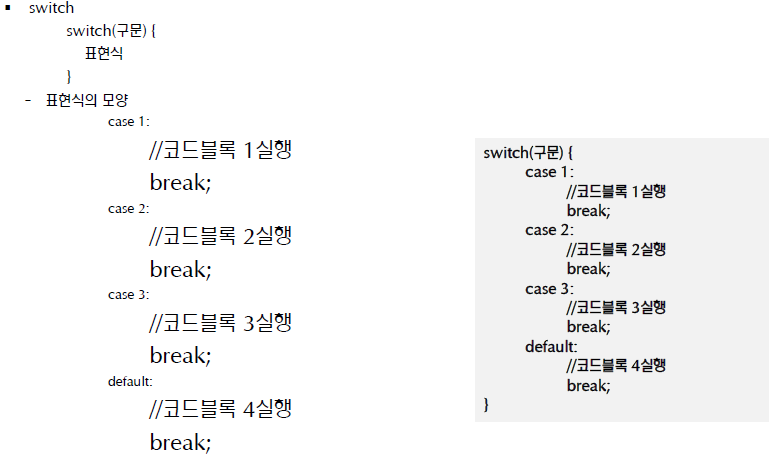 ▪ switch
switch(구문) {
표현식
}
- 표현식의 모양
case 1:
//코드블록 1실행
break;
case 2:
//코드블록 2실행
break;
case 3:
//코드블록 3실행
break;
default:
//코드블록 4실행
break;
switch(구문) {
case 1:
//코드블록 1실행
break;
case 2:
//코드블록 2실행
break;
case 3:
//코드블록 3실행
break;
default:
//코드블록 4실행
break;
}